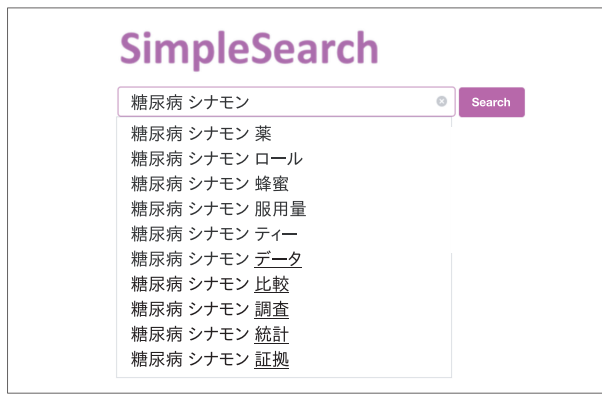 SimpleSearch
糖尿病 シナモン
Search
糖尿病 シナモン 薬
糖尿病 シナモン ロール
糖尿病 シナモン 蜂蜜
糖尿病 シナモン 服用量
糖尿病 シナモン ティー
糖尿病 シナモン データ
糖尿病 シナモン 比較
糖尿病 シナモン 調査
糖尿病 シナモン 統計
糖尿病 シナモン 証拠